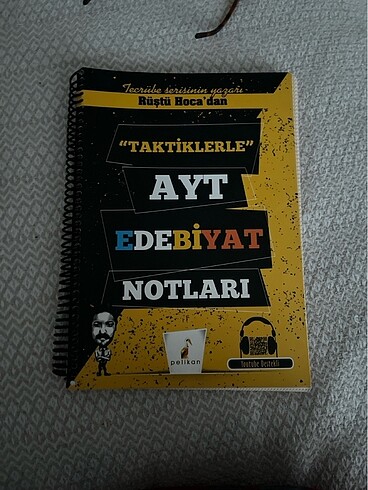 Tecrübe serisinin yazarı
Rüştü Hoca'dan
"TAKTİKLERLE"
AYT
EDEBİYAT
NOTLARI
pelikan
Youtube Destekli